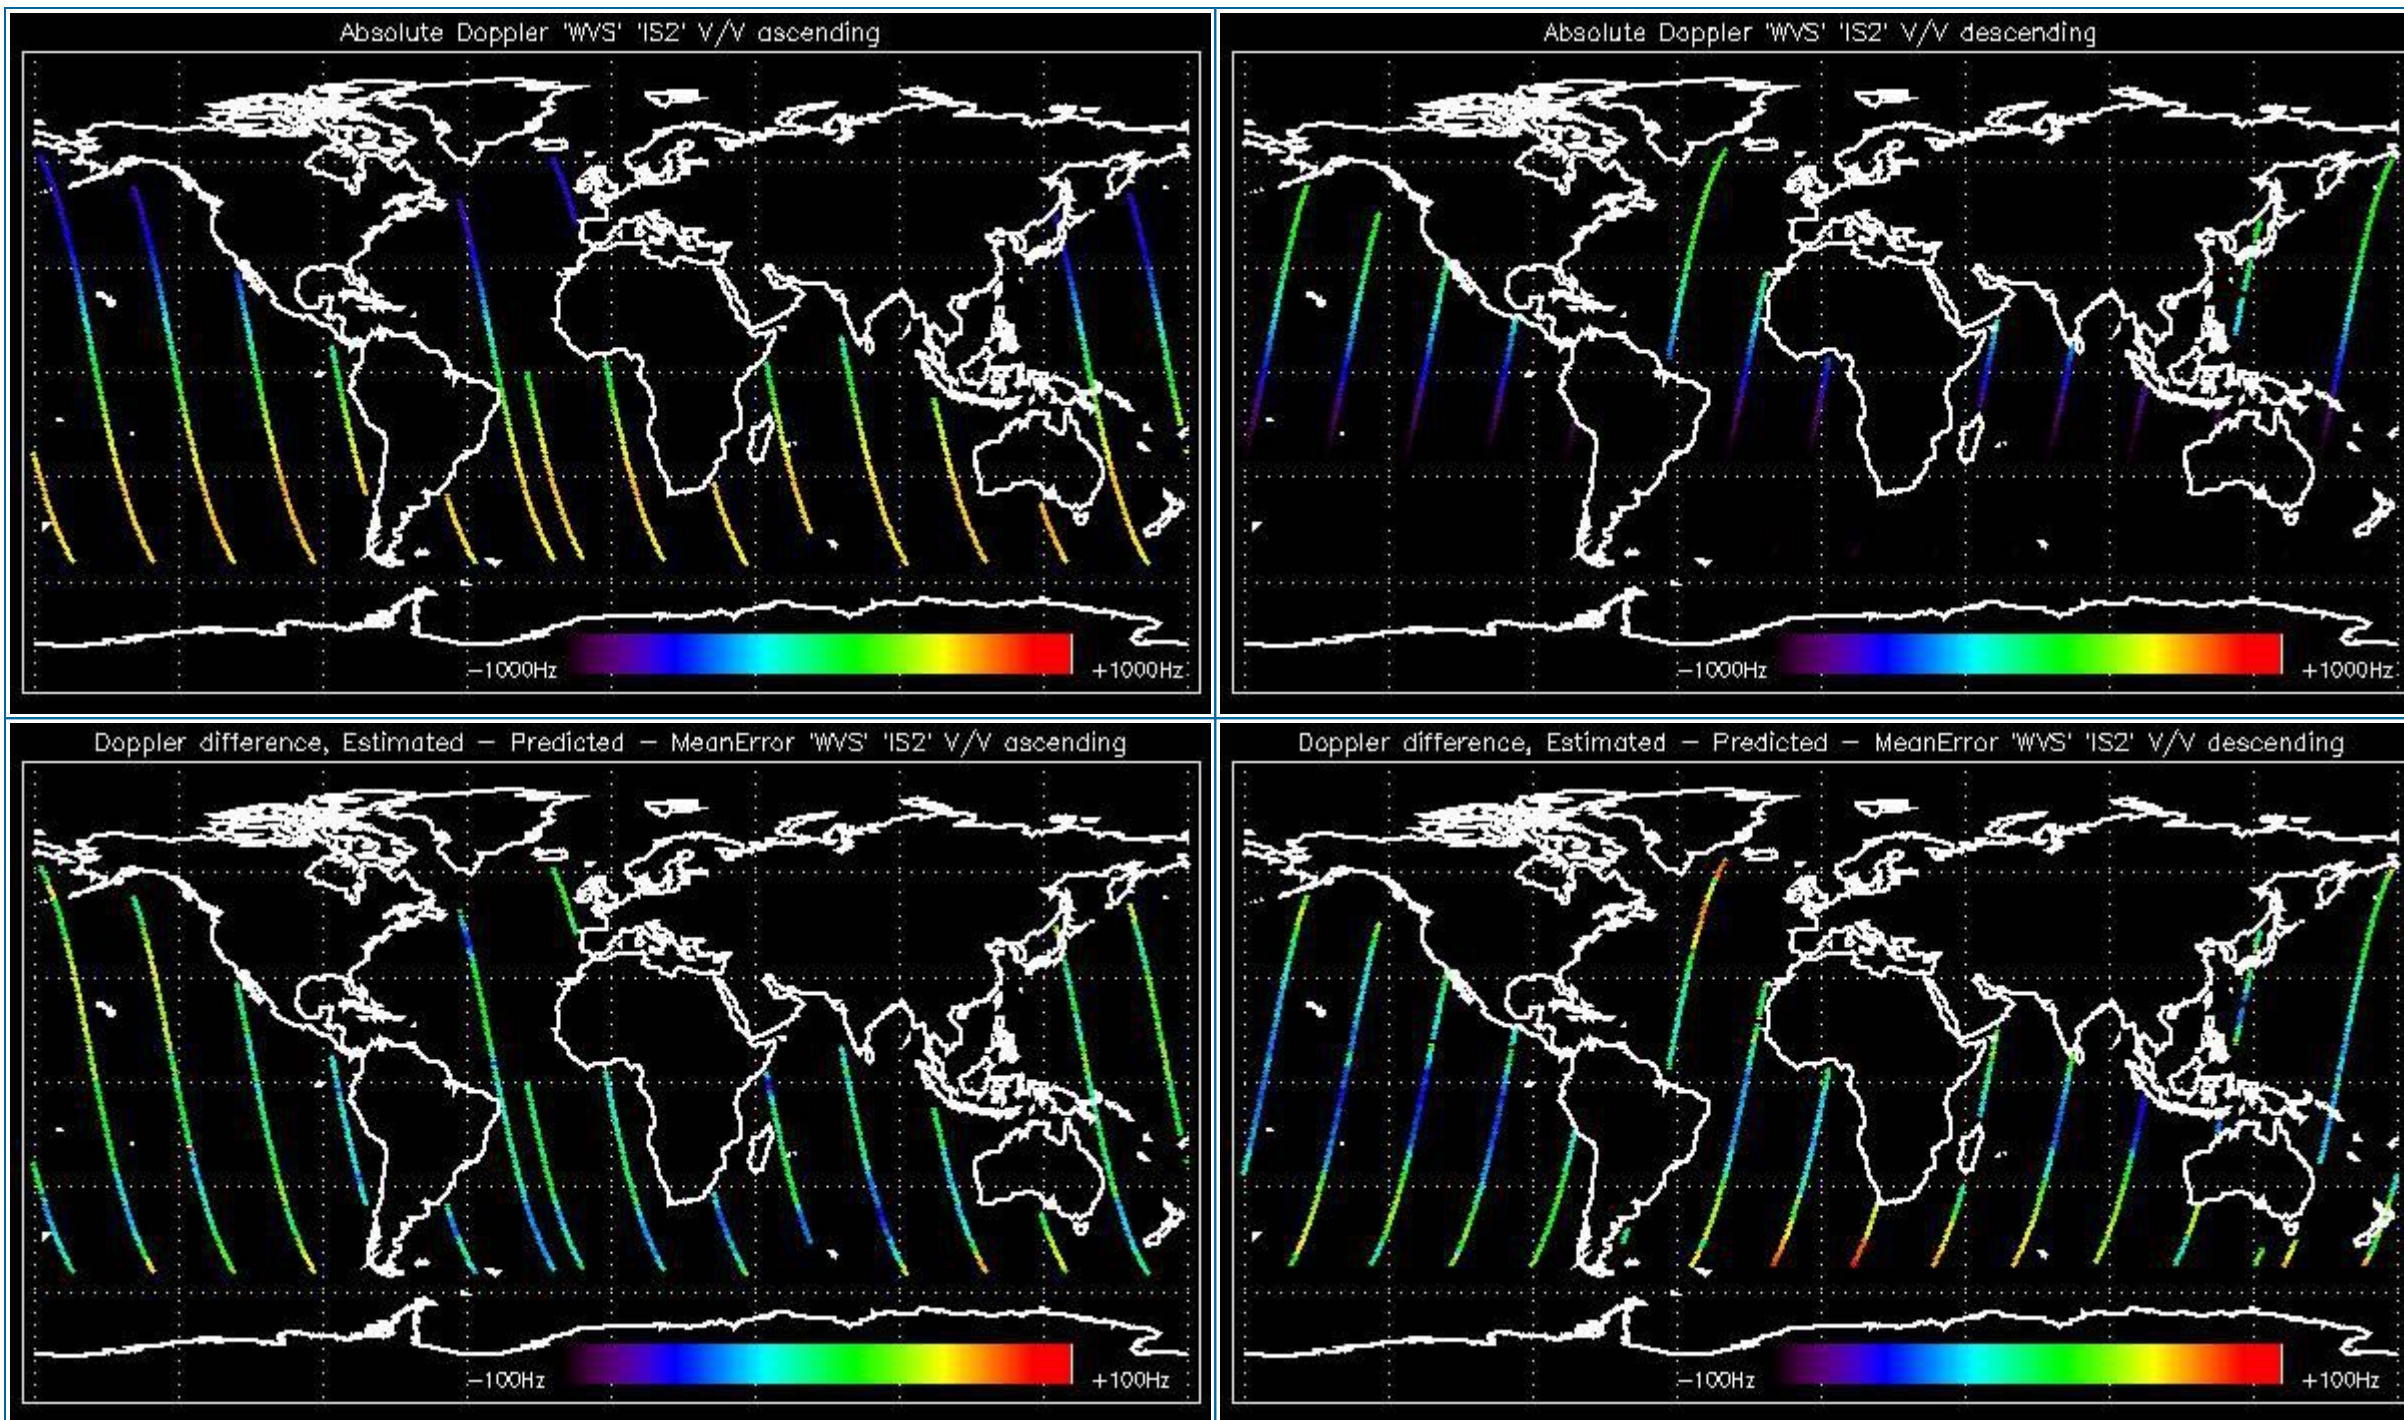 Absolute Doppler 'WVS' 'IS2' V/V ascending
−1000Hz +1000Hz
Absolute Doppler 'WVS' 'IS2' V/V descending
−1000Hz +1000Hz
Doppler difference, Estimated − Predicted − MeanError 'WVS' 'IS2' V/V ascending
−100Hz +100Hz
Doppler difference, Estimated − Predicted − MeanError 'WVS' 'IS2' V/V descending
−100Hz +100Hz